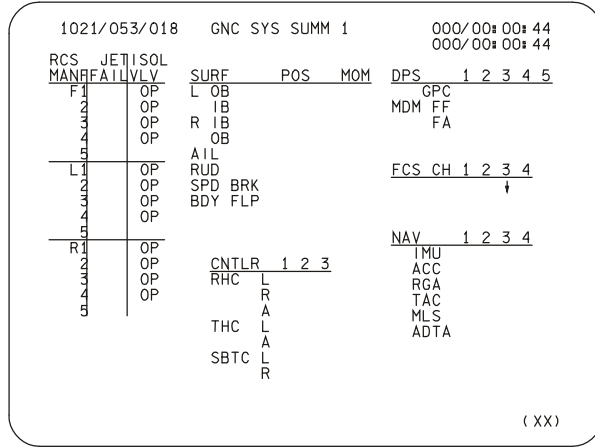 1021/053/018 GNC SYS SUMM 1 000/00:00:44
000/00:00:44
RCS JET ISOL
MANF FAIL VLV SURF POS MOM DPS 1 2 3 4 5
F1 OP L OB GPC
2 OP IB MDM FF
3 OP R IB FA
4 OP OB
5 AIL
L1 OP RUD FCS CH 1 2 3 4
2 OP SPD BRK ↓
3 OP BDY FLP
4 OP
5 NAV 1 2 3 4
R1 OP IMU
2 OP CNTLR 1 2 3 ACC
3 OP RHC L RGA
4 OP R TAC
5 A MLS
THC L ADTA
A
SBTC L
R
(XX)